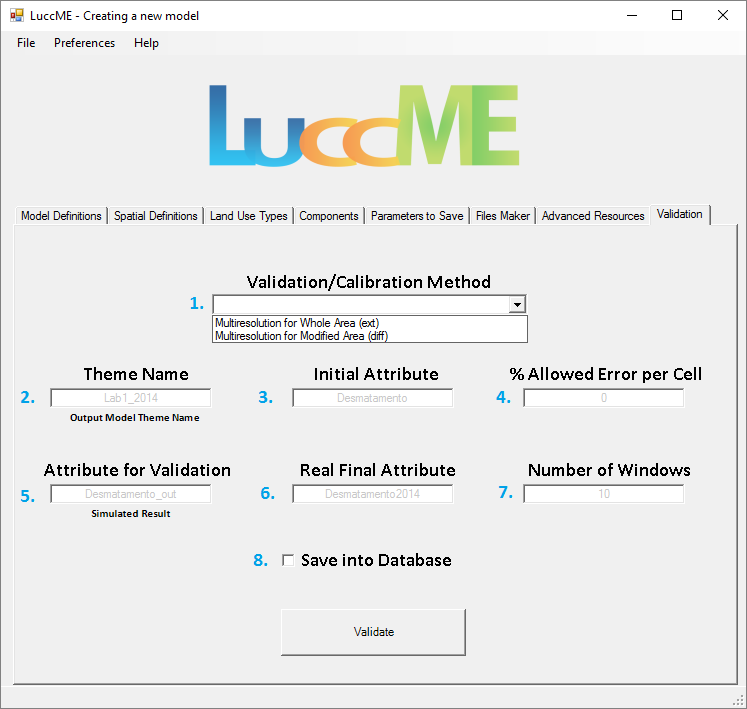 LuccME - Creating a new model
File Preferences Help
LuccME
Model Definitions Spatial Definitions Land Use Types Components Parameters to Save Files Maker Advanced Resources Validation
Validation/Calibration Method
1.
Multiresolution for Whole Area (ext)
Multiresolution for Modified Area (diff)
Theme Name Initial Attribute % Allowed Error per Cell
2. Lab1_2014 3. Desmatamento 4. 0
Output Model Theme Name
Attribute for Validation Real Final Attribute Number of Windows
5. Desmatamento_out 6. Desmatamento2014 7. 10
Simulated Result
8. Save into Database
Validate